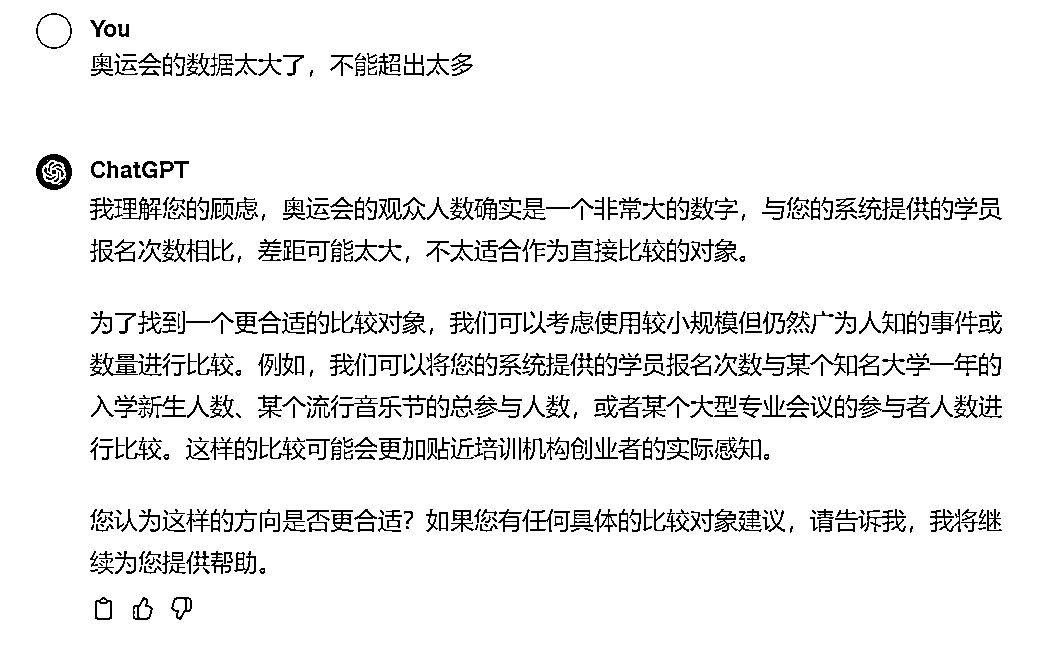 You
奥运会的数据太大了，不能超出太多
ChatGPT
我理解您的顾虑，奥运会的观众人数确实是一个非常大的数字，与您的系统提供的学员
报名次数相比，差距可能太大，不太适合作为直接比较的对象。
为了找到一个更合适的比较对象，我们可以考虑使用较小规模但仍然广为人知的事件或
数量进行比较。例如，我们可以将您的系统提供的学员报名次数与某个知名大学一年的
入学新生人数、某个流行音乐节的总参与人数，或者某个大型专业会议的参与者人数进
行比较。这样的比较可能会更加贴近培训机构创业者的实际感知。
您认为这样的方向是否更合适？如果您有任何具体的比较对象建议，请告诉我，我将继
续为您提供帮助。